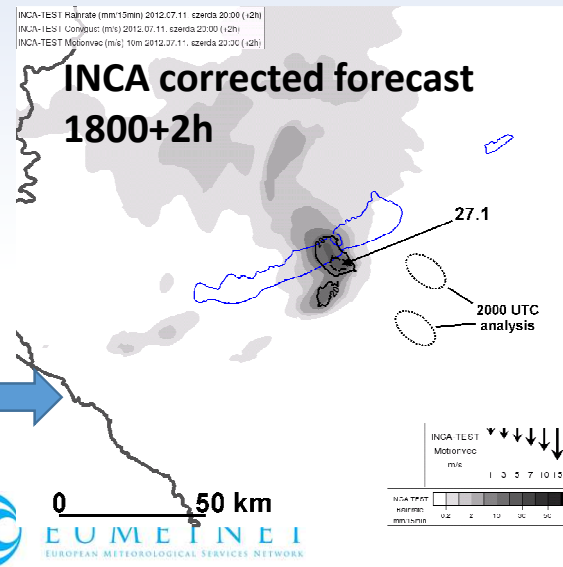 INCA-TEST Rainrate (mm/15min) 2012.07.11. szerda 20:00 (+2h)
INCA-TEST Convgust (m/s) 2012.07.11. szerda 20:00 (+2h)
INCA-TEST Motionvec (m/s) 10m 2012.07.11. szerda 20:00 (+2h)
INCA corrected forecast
1800+2h
27.1
2000 UTC
analysis
INCA TEST
Motionvec
m/s
1 3 5 7 10 15
INCA TEST
Rainrate
mm/15min
0.2 2 10 30 50
0 50 km
EUMETNET
EUROPEAN METEOROLOGICAL SERVICES NETWORK